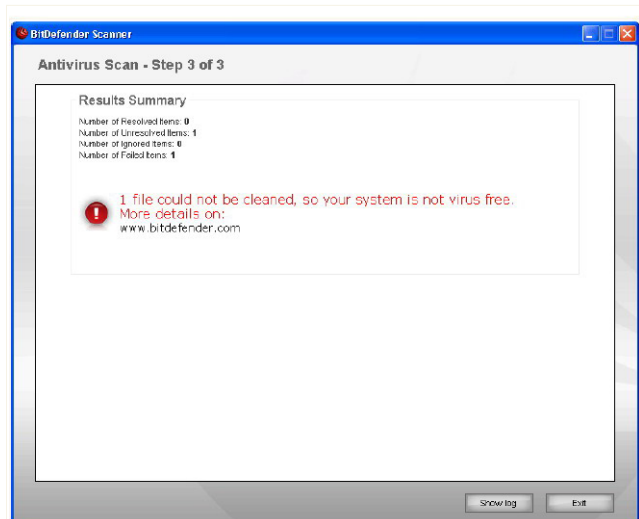 BitDefender Scanner
Antivirus Scan - Step 3 of 3
Results Summary
Number of Resolved Items: 0
Number of Unresolved Items: 1
Number of Ignored Items: 0
Number of Failed Items: 1
1 file could not be cleaned, so your system is not virus free.
More details on:
www.bitdefender.com
Show log
Exit